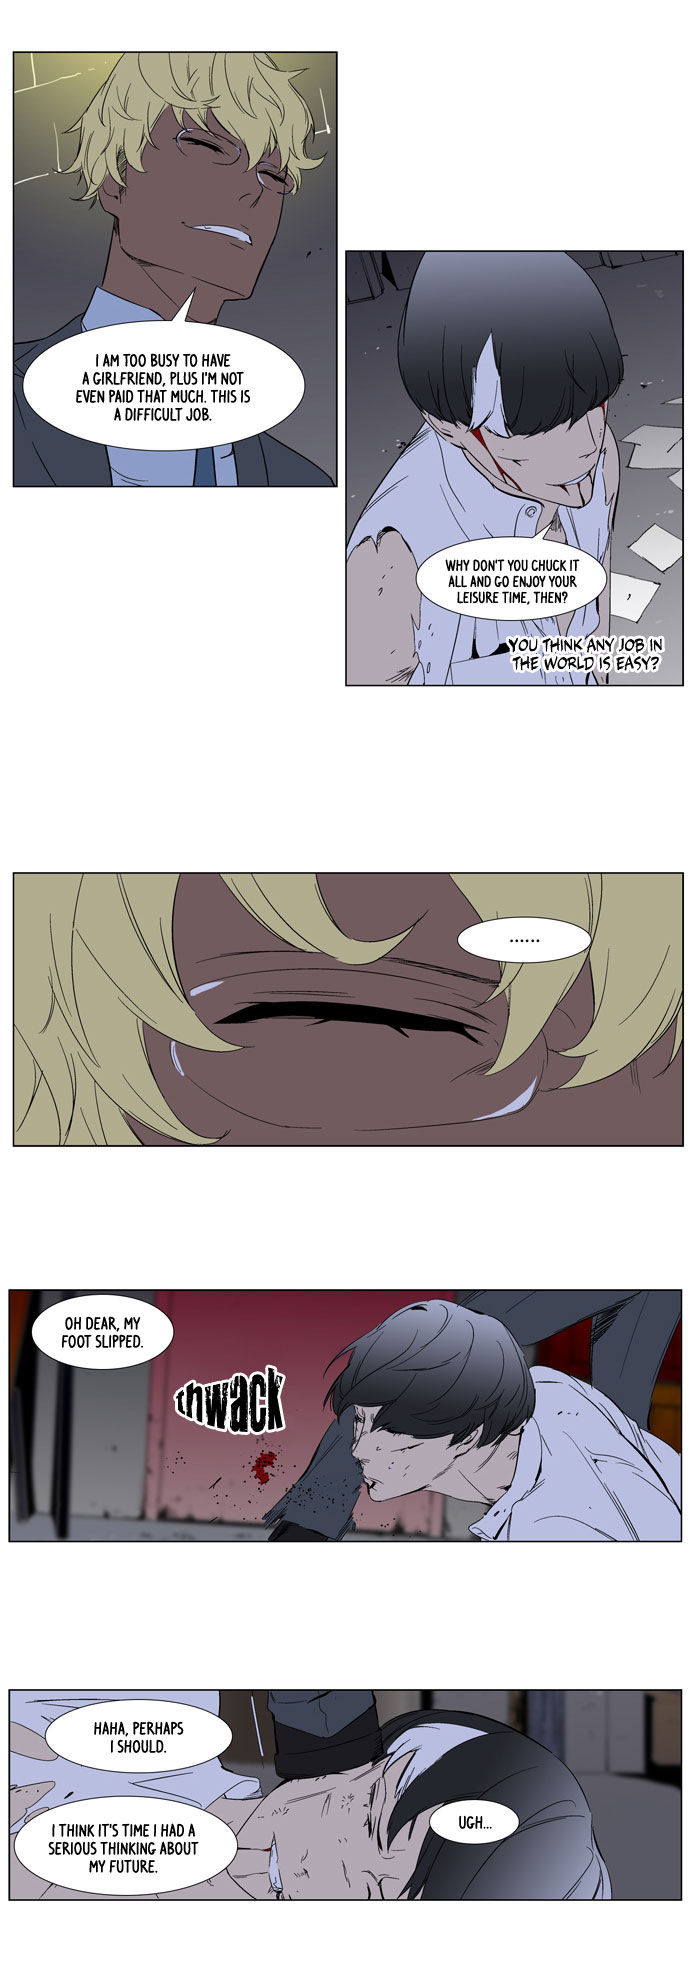 I AM TOO BUSY TO HAVE
A GIRLFRIEND, PLUS I'M NOT
EVEN PAID THAT MUCH. THIS IS
A DIFFICULT JOB.
WHY DON'T YOU CHUCK IT
ALL AND GO ENJOY YOUR
LEISURE TIME, THEN?
YOU THINK ANY JOB IN
THE WORLD IS EASY?
......
OH DEAR, MY
FOOT SLIPPED.
thwack
HAHA, PERHAPS
I SHOULD.
I THINK IT'S TIME I HAD A
SERIOUS THINKING ABOUT
MY FUTURE.
UGH...